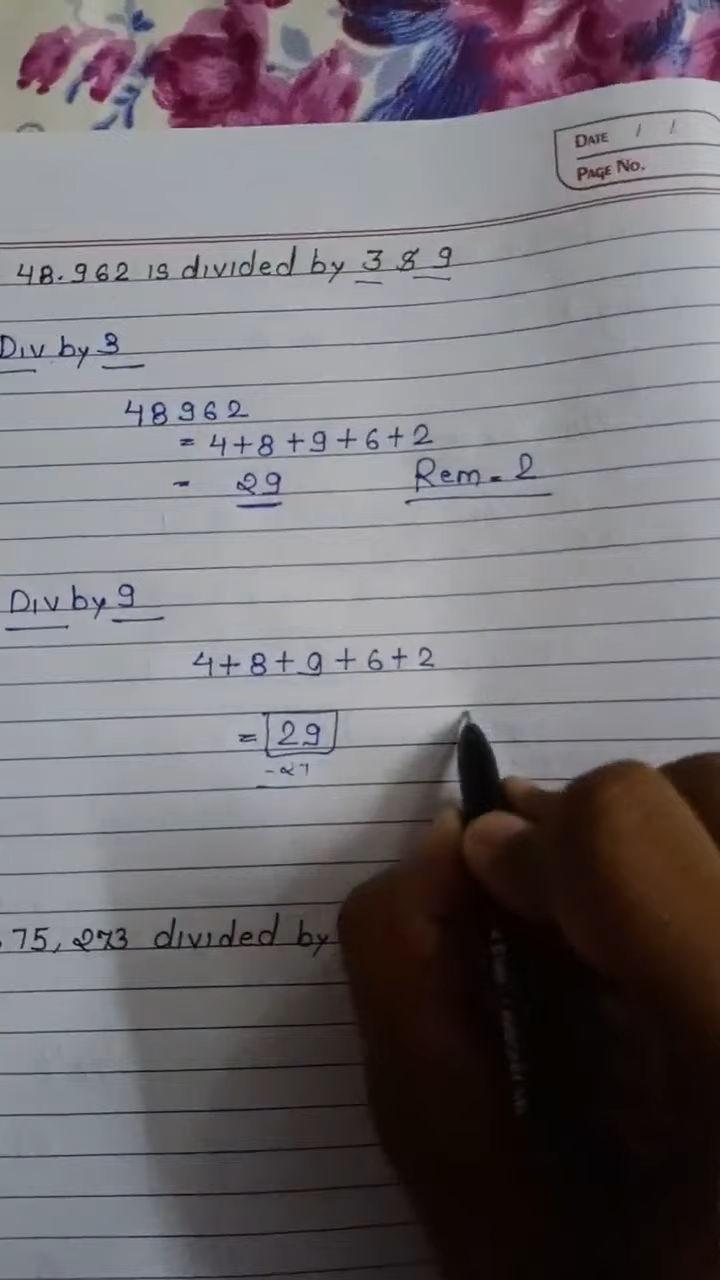 DATE / /
PAGE NO.
48.962 is divided by 3 & 9
Div by 3
48962
= 4+8+9+6+2
= 29 Rem = 2
Div by 9
4+8+9+6+2
= 29
-27
75,273 divided by